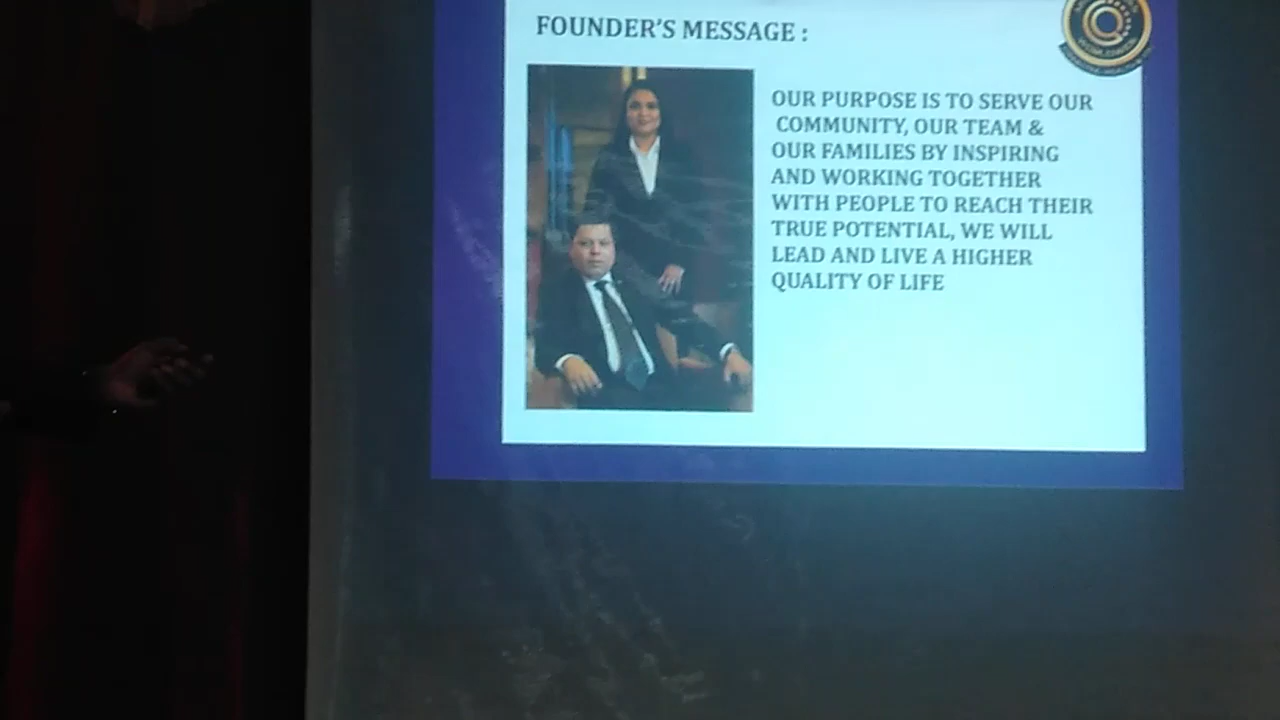 FOUNDER'S MESSAGE :
OUR PURPOSE IS TO SERVE OUR
COMMUNITY, OUR TEAM &
OUR FAMILIES BY INSPIRING
AND WORKING TOGETHER
WITH PEOPLE TO REACH THEIR
TRUE POTENTIAL, WE WILL
LEAD AND LIVE A HIGHER
QUALITY OF LIFE